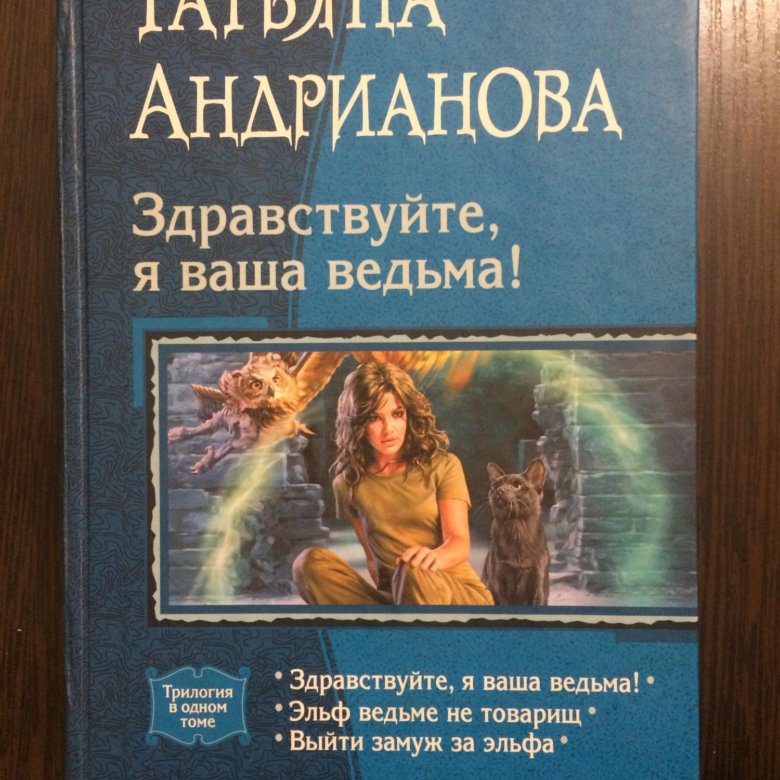 ТАТЬЯНА
АНДРИАНОВА
Здравствуйте,
я ваша ведьма!
Трилогия
в одном
томе
• Здравствуйте, я ваша ведьма! •
• Эльф ведьме не товарищ •
• Выйти замуж за эльфа •